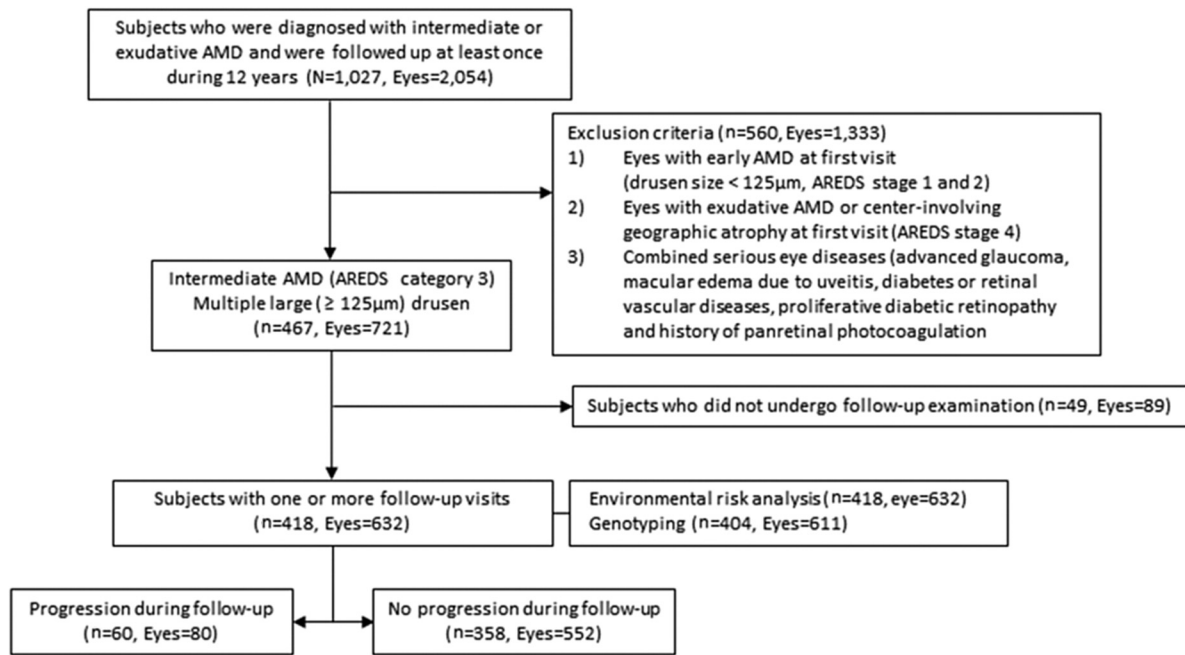 Subjects who were diagnosed with intermediate or
exudative AMD and were followed up at least once
during 12 years (N=1,027, Eyes=2,054)
Exclusion criteria (n=560, Eyes=1,333)
1) Eyes with early AMD at first visit
(drusen size < 125μm, AREDS stage 1 and 2)
2) Eyes with exudative AMD or center-involving
geographic atrophy at first visit (AREDS stage 4)
3) Combined serious eye diseases (advanced glaucoma,
macular edema due to uveitis, diabetes or retinal
vascular diseases, proliferative diabetic retinopathy
and history of panretinal photocoagulation
Intermediate AMD (AREDS category 3)
Multiple large (≥ 125μm) drusen
(n=467, Eyes=721)
Subjects who did not undergo follow-up examination (n=49, Eyes=89)
Subjects with one or more follow-up visits
(n=418, Eyes=632)
Environmental risk analysis (n=418, eye=632)
Genotyping (n=404, Eyes=611)
Progression during follow-up
(n=60, Eyes=80)
No progression during follow-up
(n=358, Eyes=552)